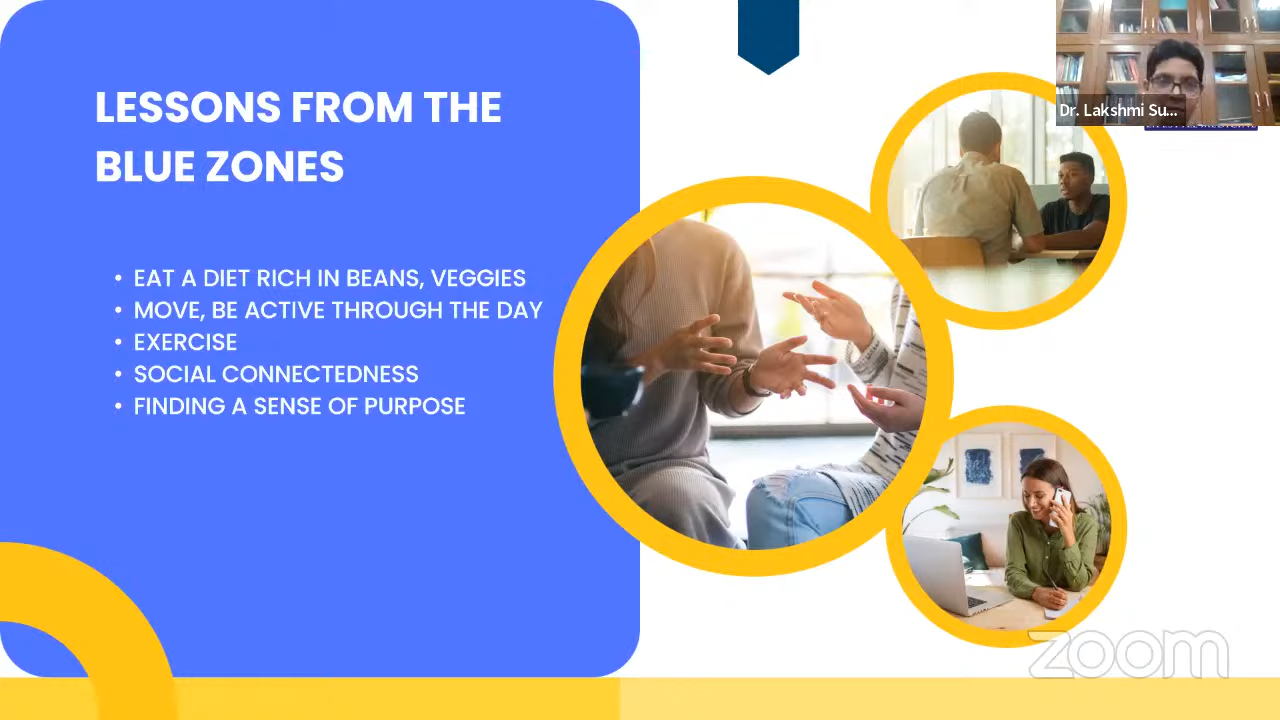 LESSONS FROM THE
BLUE ZONES
• EAT A DIET RICH IN BEANS, VEGGIES
• MOVE, BE ACTIVE THROUGH THE DAY
• EXERCISE
• SOCIAL CONNECTEDNESS
• FINDING A SENSE OF PURPOSE
Dr. Lakshmi Su...
zoom